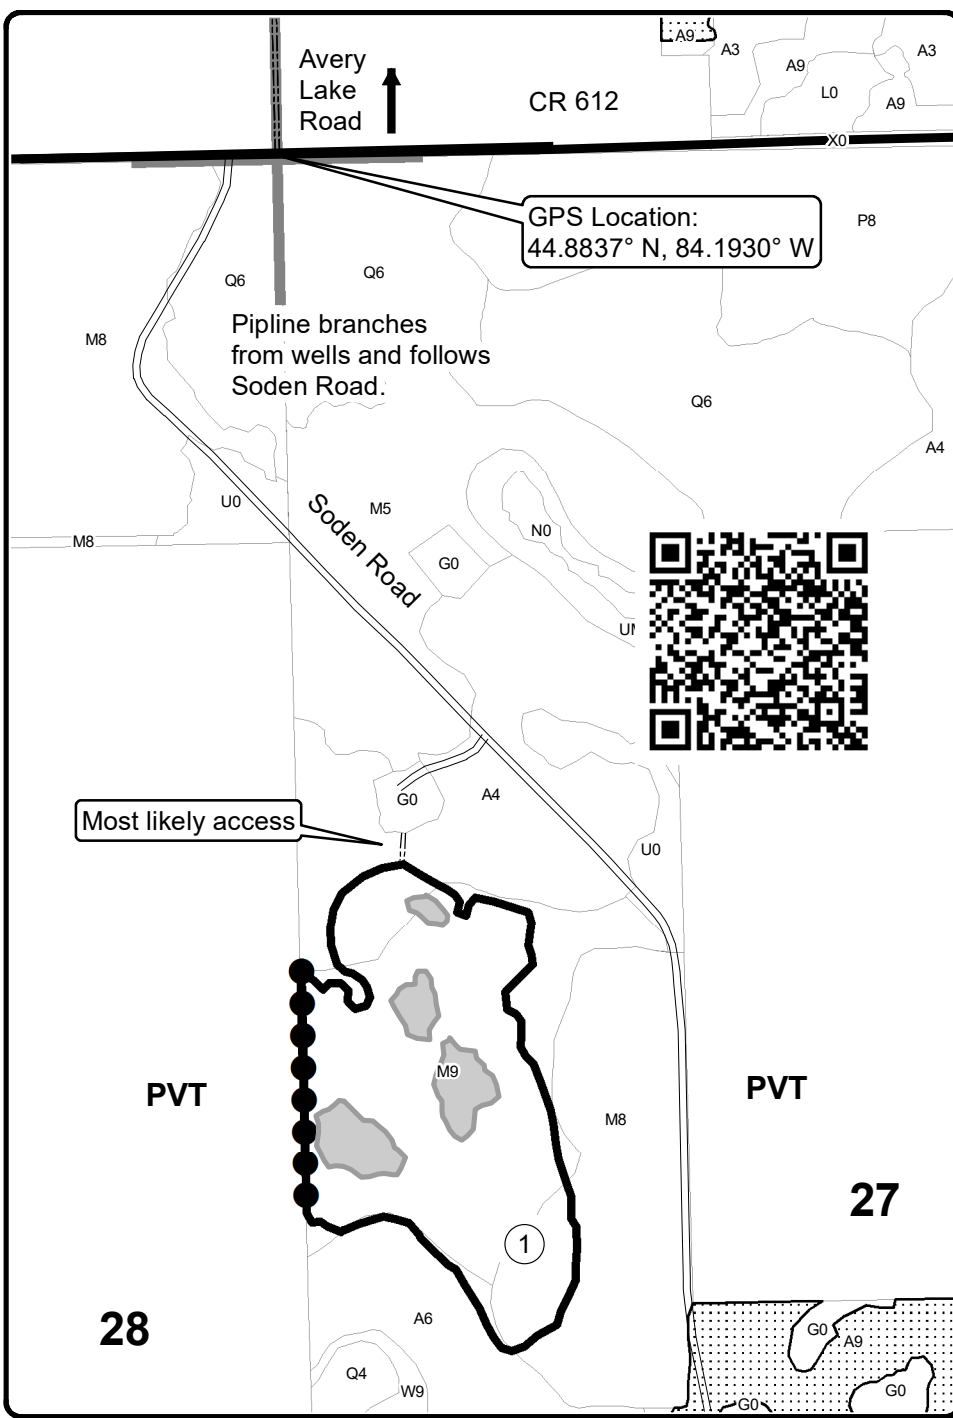 A9
A3
A3
Avery
Lake
Road
A9
L0
A9
CR 612
X0
GPS Location:
44.8837° N, 84.1930° W
P8
Q6
Q6
Pipline branches
from wells and follows
Soden Road.
M8
Q6
A4
U0
Soden Road
M5
N0
M8
G0
G0
A4
Most likely access
U0
M9
PVT
PVT
M8
27
1
28
A6
G0
A9
Q4
W9
G0
G0